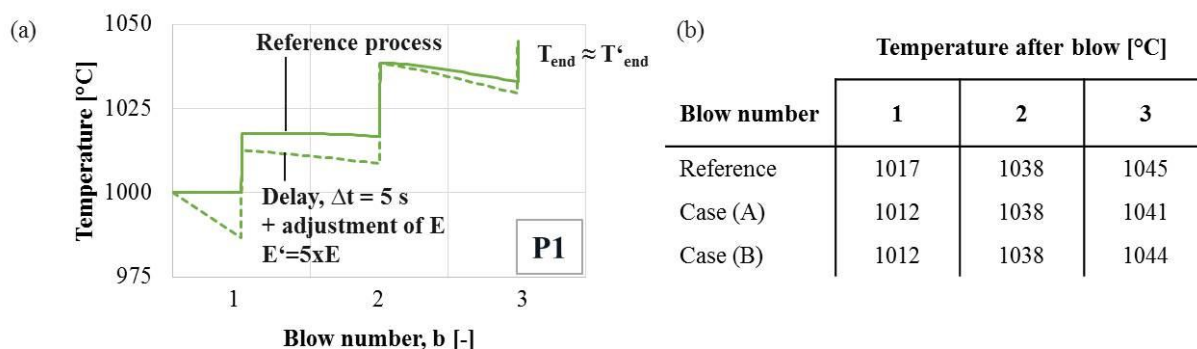 (a)
1050
1025
1000
975
Temperature [°C]
Reference process
T_end ≈ T‘_end
Delay, Δt = 5 s
+ adjustment of E
E‘=5xE
P1
1 2 3
Blow number, b [-]
(b)
Temperature after blow [°C]
Blow number 1 2 3
Reference 1017 1038 1045
Case (A) 1012 1038 1041
Case (B) 1012 1038 1044